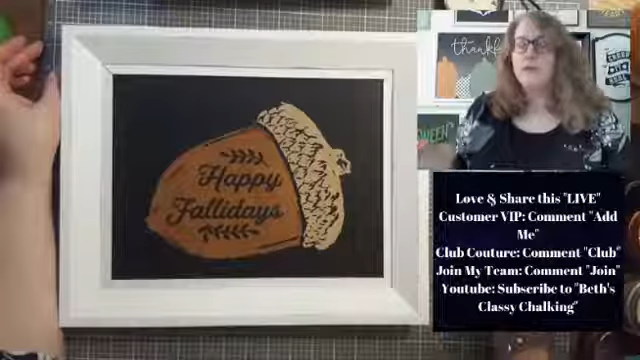 Happy
Fallidays
thankf
Love & Share this "LIVE"
Customer VIP: Comment "Add
Me"
Club Couture: Comment "Club"
Join My Team: Comment "Join"
Youtube: Subscribe to "Beth's
Classy Chalking"